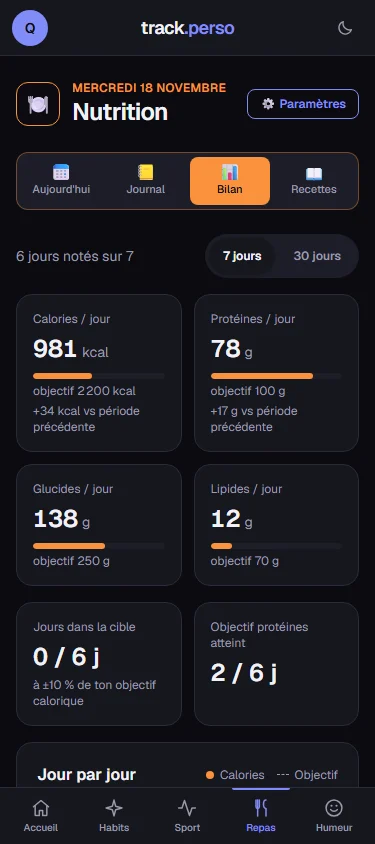 Q
track.perso
MERCREDI 18 NOVEMBRE
Nutrition
Paramètres
Aujourd'hui
Journal
Bilan
Recettes
6 jours notés sur 7
7 jours
30 jours
Calories / jour
981 kcal
objectif 2 200 kcal
+34 kcal vs période
précédente
Protéines / jour
78 g
objectif 100 g
+17 g vs période
précédente
Glucides / jour
138 g
objectif 250 g
Lipides / jour
12 g
objectif 70 g
Jours dans la cible
0 / 6 j
à ±10 % de ton objectif
calorique
Objectif protéines
atteint
2 / 6 j
Jour par jour
Calories
Objectif
Accueil
Habits
Sport
Repas
Humeur